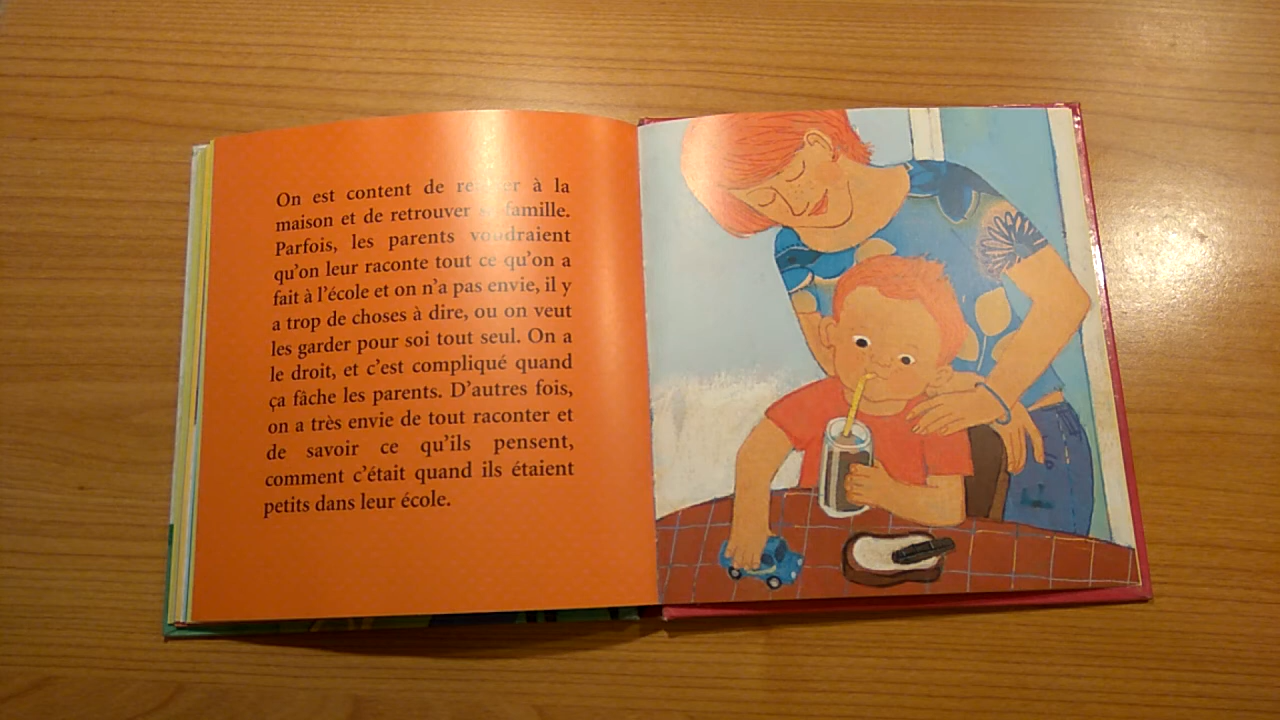 On est content de à la
maison et de retrouver famille.
Parfois, les parents voudraient
qu'on leur raconte tout ce qu'on a
fait à l'école et on n'a pas envie, il y
a trop de choses à dire, ou on veut
les garder pour soi tout seul. On a
le droit, et c'est compliqué quand
ça fâche les parents. D'autres fois,
on a très envie de tout raconter et
de savoir ce qu'ils pensent,
comment c'était quand ils étaient
petits dans leur école.